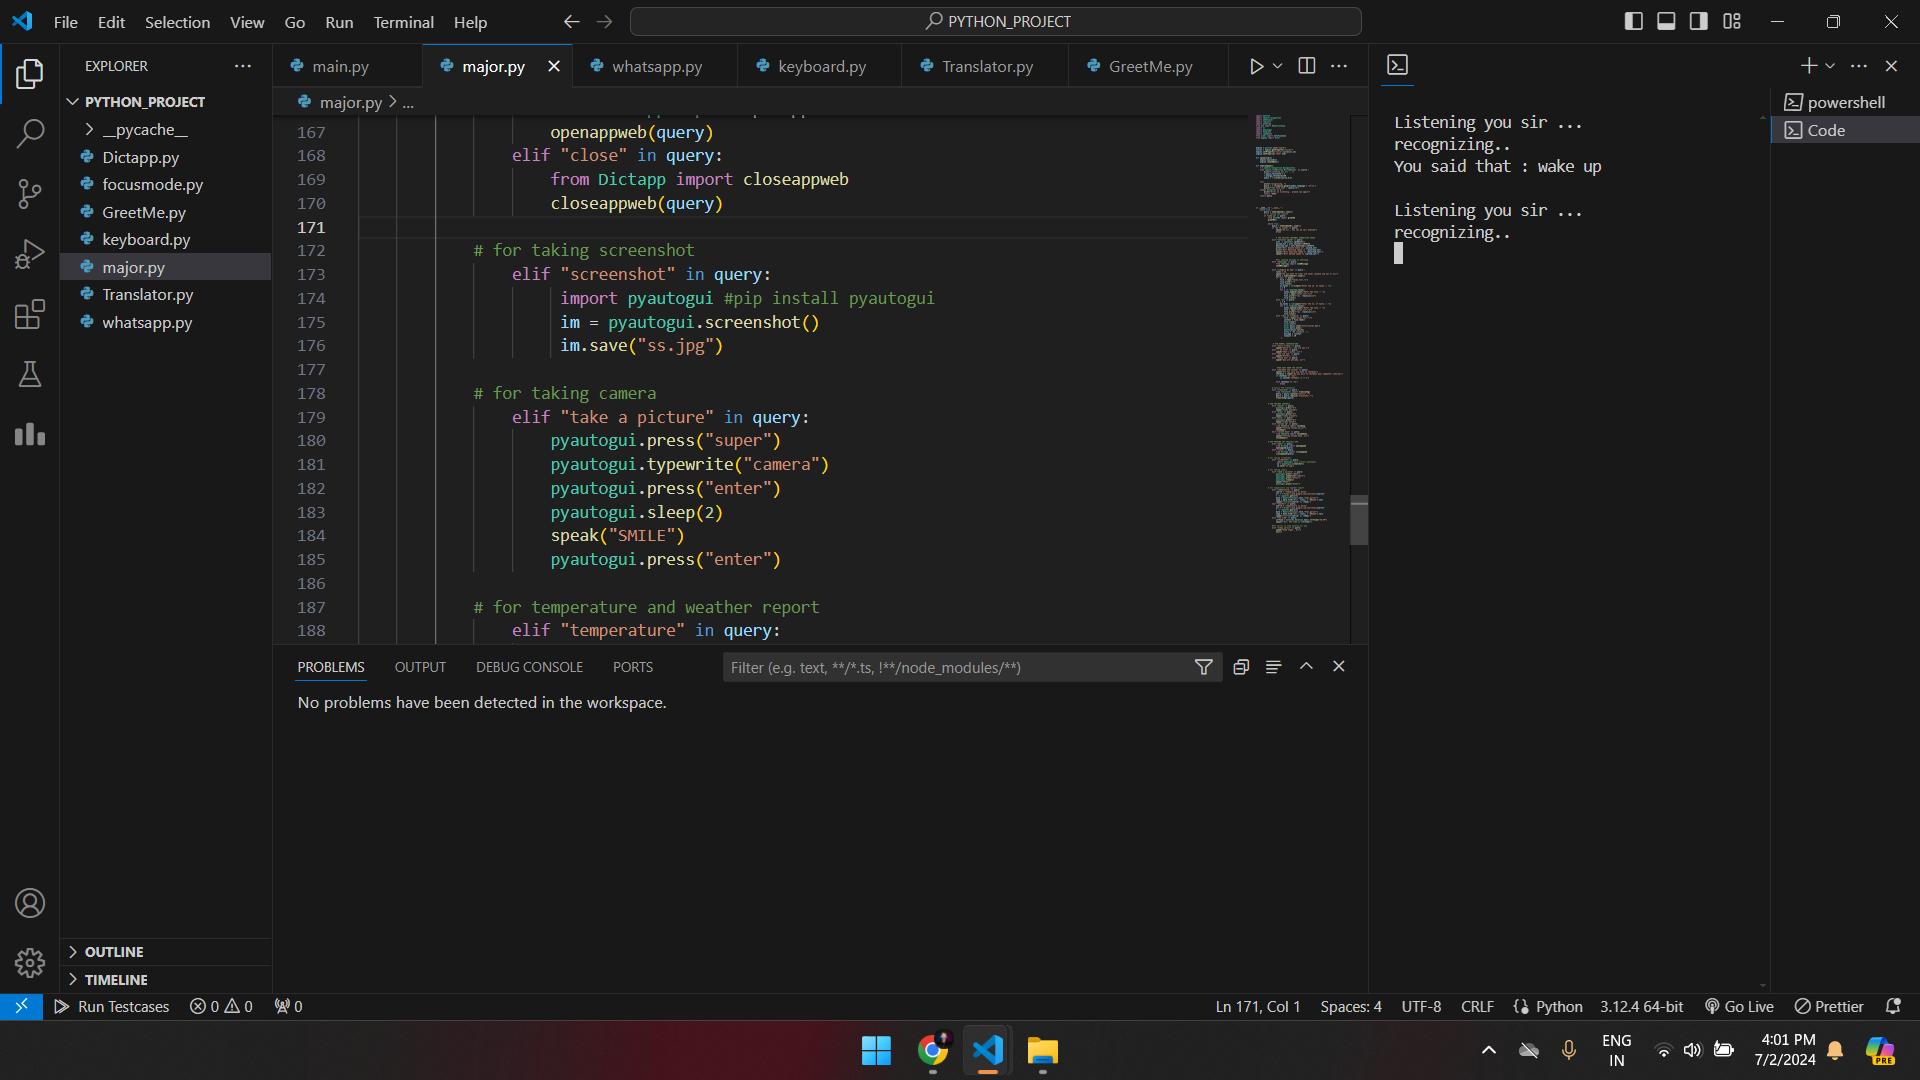 File Edit Selection View Go Run Terminal Help
PYTHON_PROJECT
EXPLORER
PYTHON_PROJECT
__pycache__
Dictapp.py
focusmode.py
GreetMe.py
keyboard.py
major.py
Translator.py
whatsapp.py
OUTLINE
TIMELINE
main.py major.py whatsapp.py keyboard.py Translator.py GreetMe.py
major.py > ...
167 openappweb(query)
168 elif "close" in query:
169 from Dictapp import closeappweb
170 closeappweb(query)
171
172 # for taking screenshot
173 elif "screenshot" in query:
174 import pyautogui #pip install pyautogui
175 im = pyautogui.screenshot()
176 im.save("ss.jpg")
177
178 # for taking camera
179 elif "take a picture" in query:
180 pyautogui.press("super")
181 pyautogui.typewrite("camera")
182 pyautogui.press("enter")
183 pyautogui.sleep(2)
184 speak("SMILE")
185 pyautogui.press("enter")
186
187 # for temperature and weather report
188 elif "temperature" in query:
PROBLEMS OUTPUT DEBUG CONSOLE PORTS
Filter (e.g. text, **/*.ts, !**/node_modules/**)
No problems have been detected in the workspace.
Listening you sir ...
recognizing..
You said that : wake up
Listening you sir ...
recognizing..
powershell
Code
Run Testcases 0 0 0
Ln 171, Col 1 Spaces: 4 UTF-8 CRLF Python 3.12.4 64-bit Go Live Prettier
ENG
IN
4:01 PM
7/2/2024
PRE